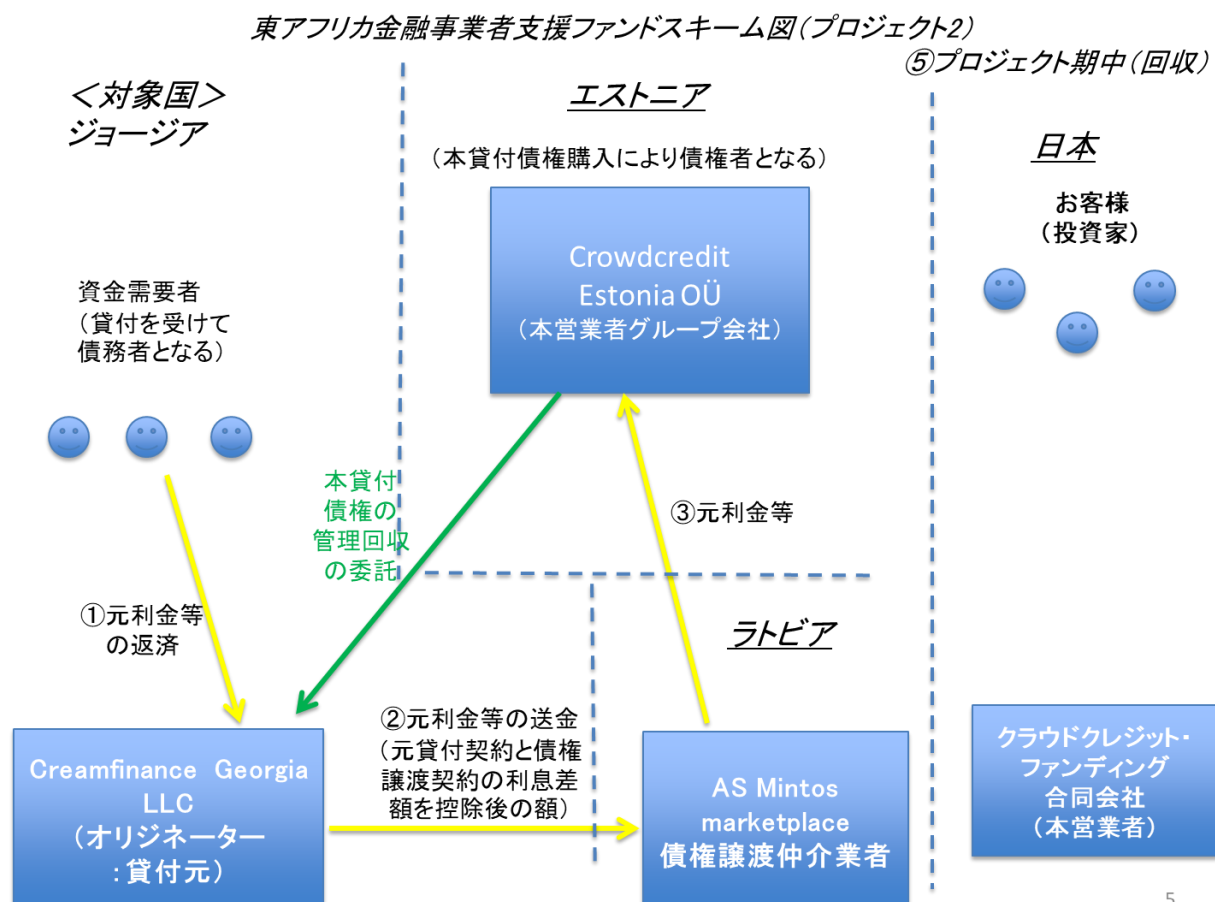 東アフリカ金融事業者支援ファンドスキーム図(プロジェクト2)
⑤プロジェクト期中(回収)
<対象国>
ジョージア
エストニア
(本貸付債権購入により債権者となる)
日本
お客様
(投資家)
Crowdcredit
Estonia OÜ
(本営業者グループ会社)
資金需要者
(貸付を受けて
債務者となる)
本貸付
債権の
管理回収
の委託
③元利金等
①元利金等
の返済
ラトビア
②元利金等の送金
(元貸付契約と債権
譲渡契約の利息差
額を控除後の額)
Creamfinance Georgia
LLC
(オリジネーター
:貸付元)
AS Mintos
marketplace
債権譲渡仲介業者
クラウドクレジット・
ファンディング
合同会社
(本営業者)
5